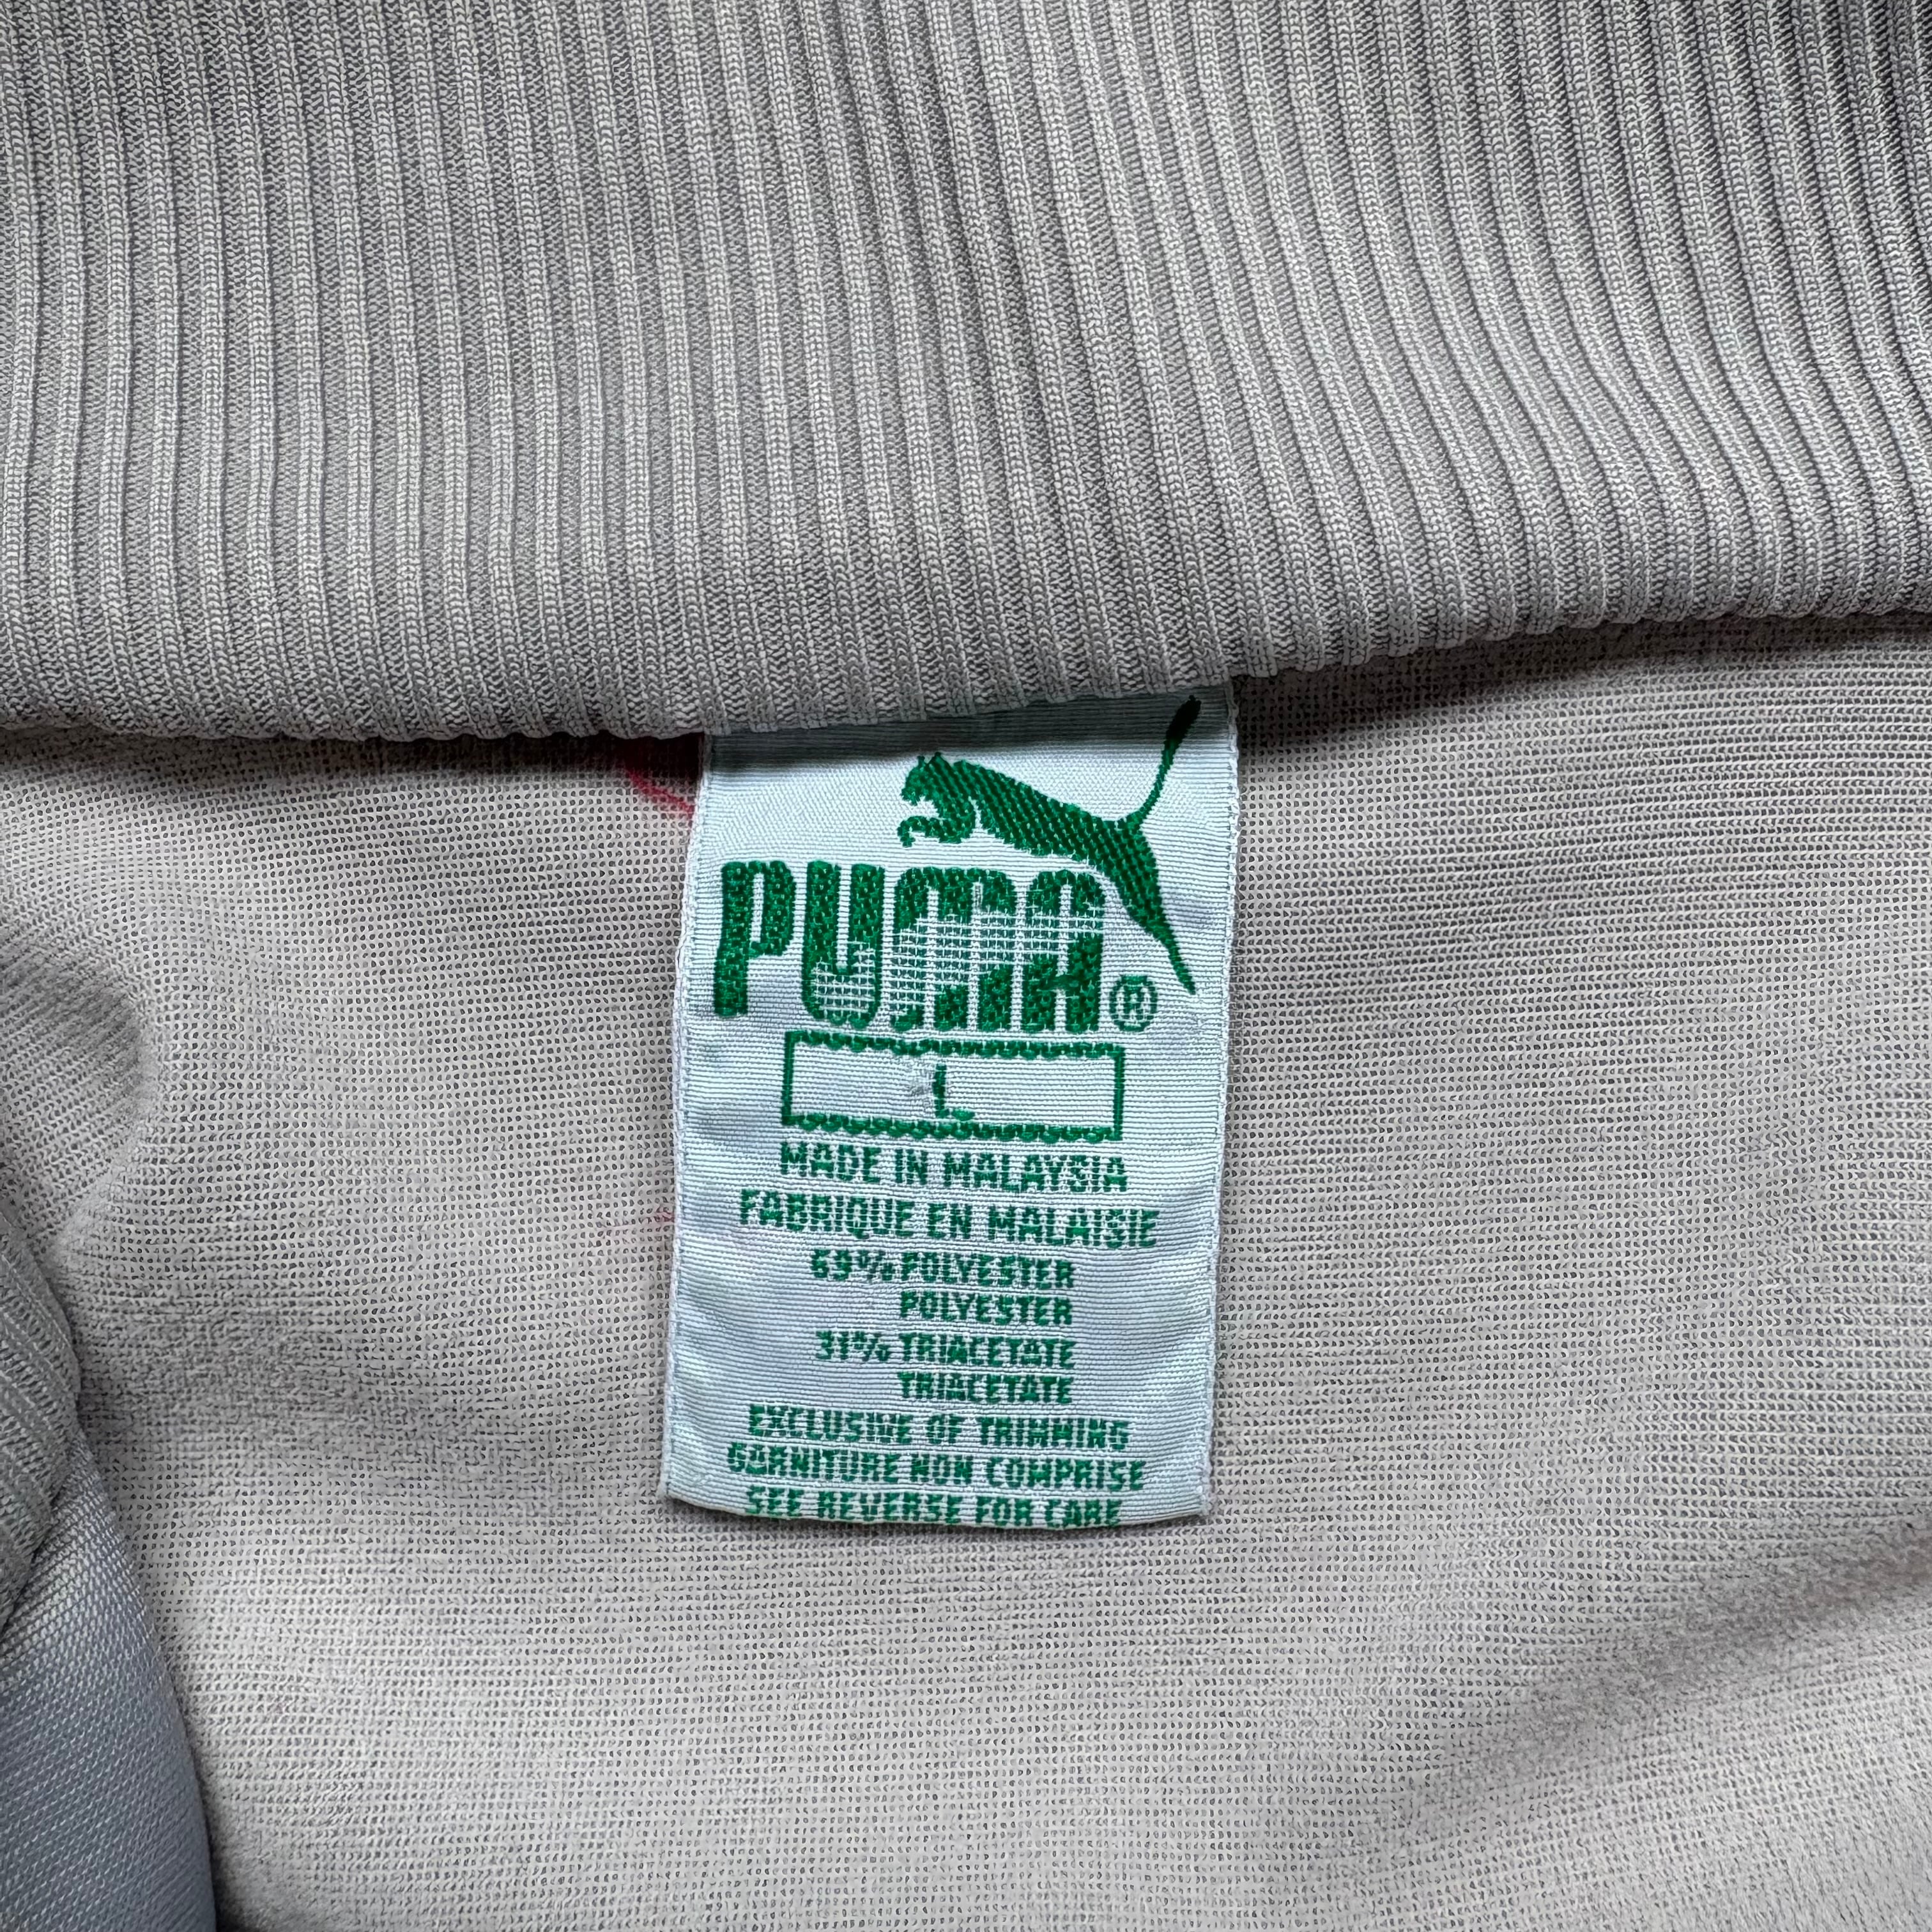 PUMA®
L
MADE IN MALAYSIA
FABRIQUE EN MALAISIE
69% POLYESTER
POLYESTER
31% TRIACETATE
TRIACETATE
EXCLUSIVE OF TRIMMING
GARNITURE NON COMPRISE
SEE REVERSE FOR CARE